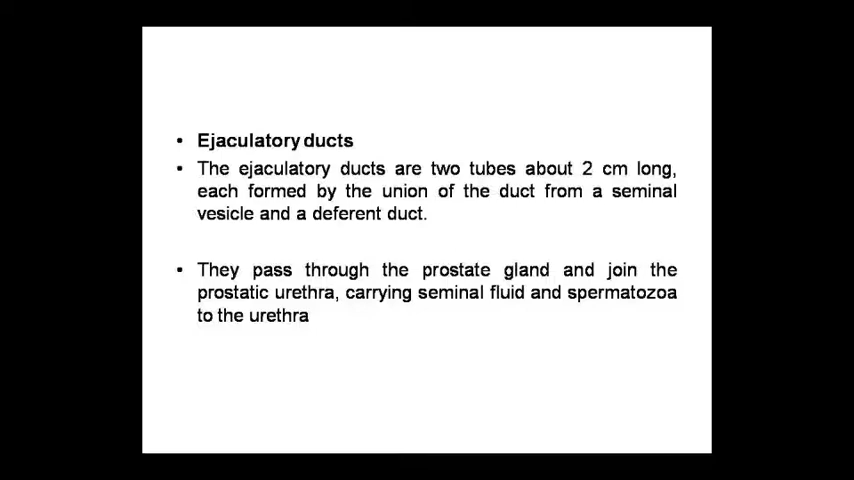 • Ejaculatory ducts
• The ejaculatory ducts are two tubes about 2 cm long,
each formed by the union of the duct from a seminal
vesicle and a deferent duct.
• They pass through the prostate gland and join the
prostatic urethra, carrying seminal fluid and spermatozoa
to the urethra